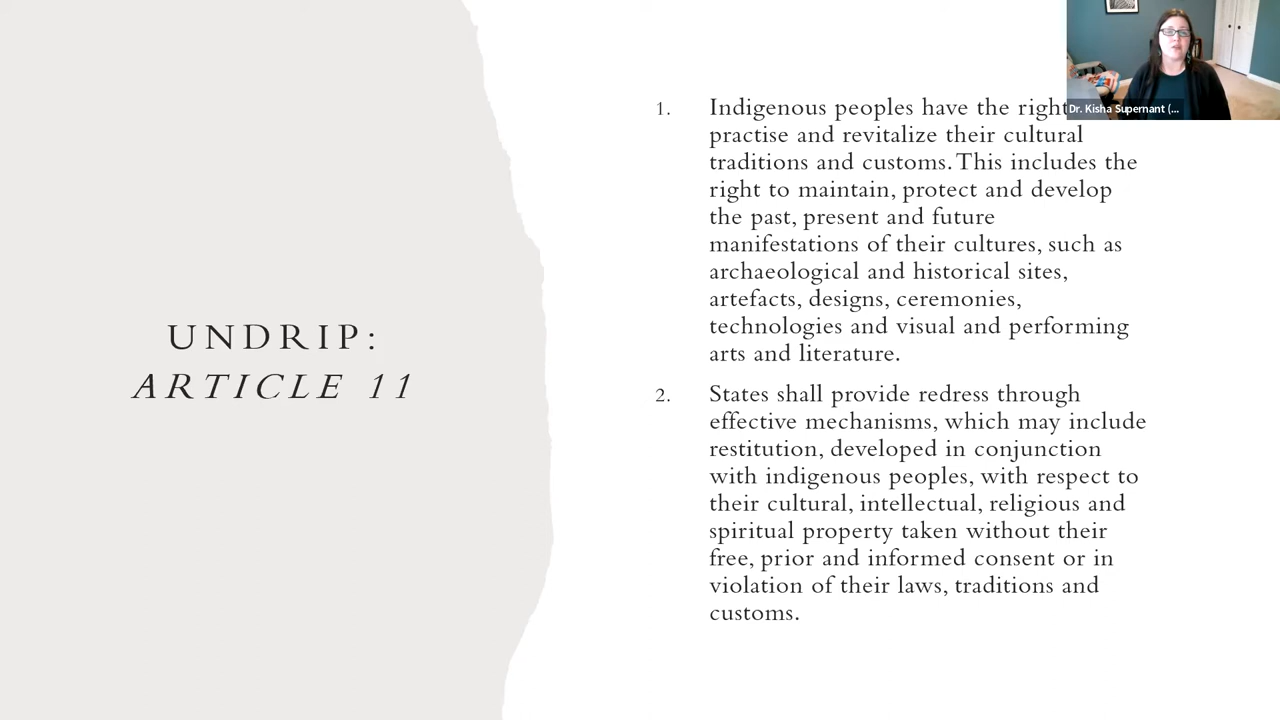 Dr. Kisha Supernant (...
UNDRIP:
ARTICLE 11
1. Indigenous peoples have the right
practise and revitalize their cultural
traditions and customs. This includes the
right to maintain, protect and develop
the past, present and future
manifestations of their cultures, such as
archaeological and historical sites,
artefacts, designs, ceremonies,
technologies and visual and performing
arts and literature.
2. States shall provide redress through
effective mechanisms, which may include
restitution, developed in conjunction
with indigenous peoples, with respect to
their cultural, intellectual, religious and
spiritual property taken without their
free, prior and informed consent or in
violation of their laws, traditions and
customs.